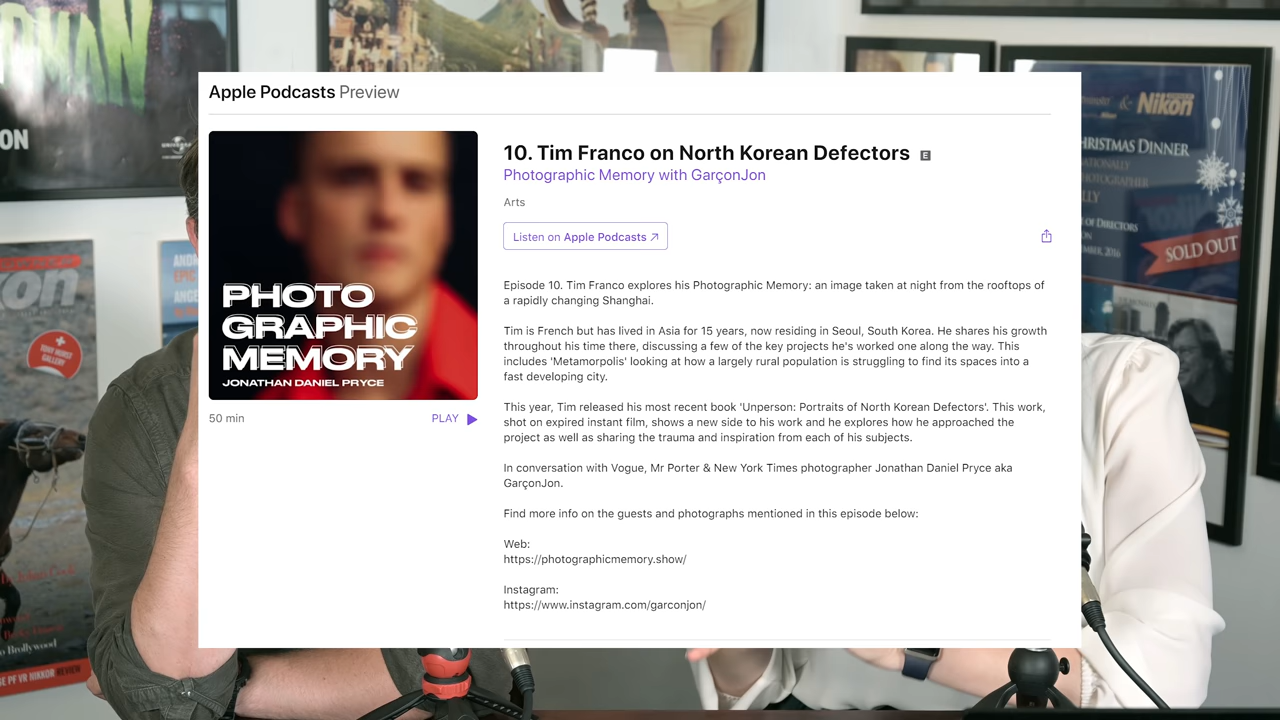 Apple Podcasts Preview
PHOTO
GRAPHIC
MEMORY
JONATHAN DANIEL PRYCE
50 min
PLAY
10. Tim Franco on North Korean Defectors E
Photographic Memory with GarçonJon
Arts
Listen on Apple Podcasts ↗
Episode 10. Tim Franco explores his Photographic Memory: an image taken at night from the rooftops of
a rapidly changing Shanghai.
Tim is French but has lived in Asia for 15 years, now residing in Seoul, South Korea. He shares his growth
throughout his time there, discussing a few of the key projects he's worked one along the way. This
includes 'Metamorpolis' looking at how a largely rural population is struggling to find its spaces into a
fast developing city.
This year, Tim released his most recent book 'Unperson: Portraits of North Korean Defectors'. This work,
shot on expired instant film, shows a new side to his work and he explores how he approached the
project as well as sharing the trauma and inspiration from each of his subjects.
In conversation with Vogue, Mr Porter & New York Times photographer Jonathan Daniel Pryce aka
GarçonJon.
Find more info on the guests and photographs mentioned in this episode below:
Web:
https://photographicmemory.show/
Instagram:
https://www.instagram.com/garconjon/
& Nikon
CHRISTMAS DINNER
SOLD OUT
TONY HURST
GALLERY
to Brollywood
GE PF VR NIKKOR REVIEW